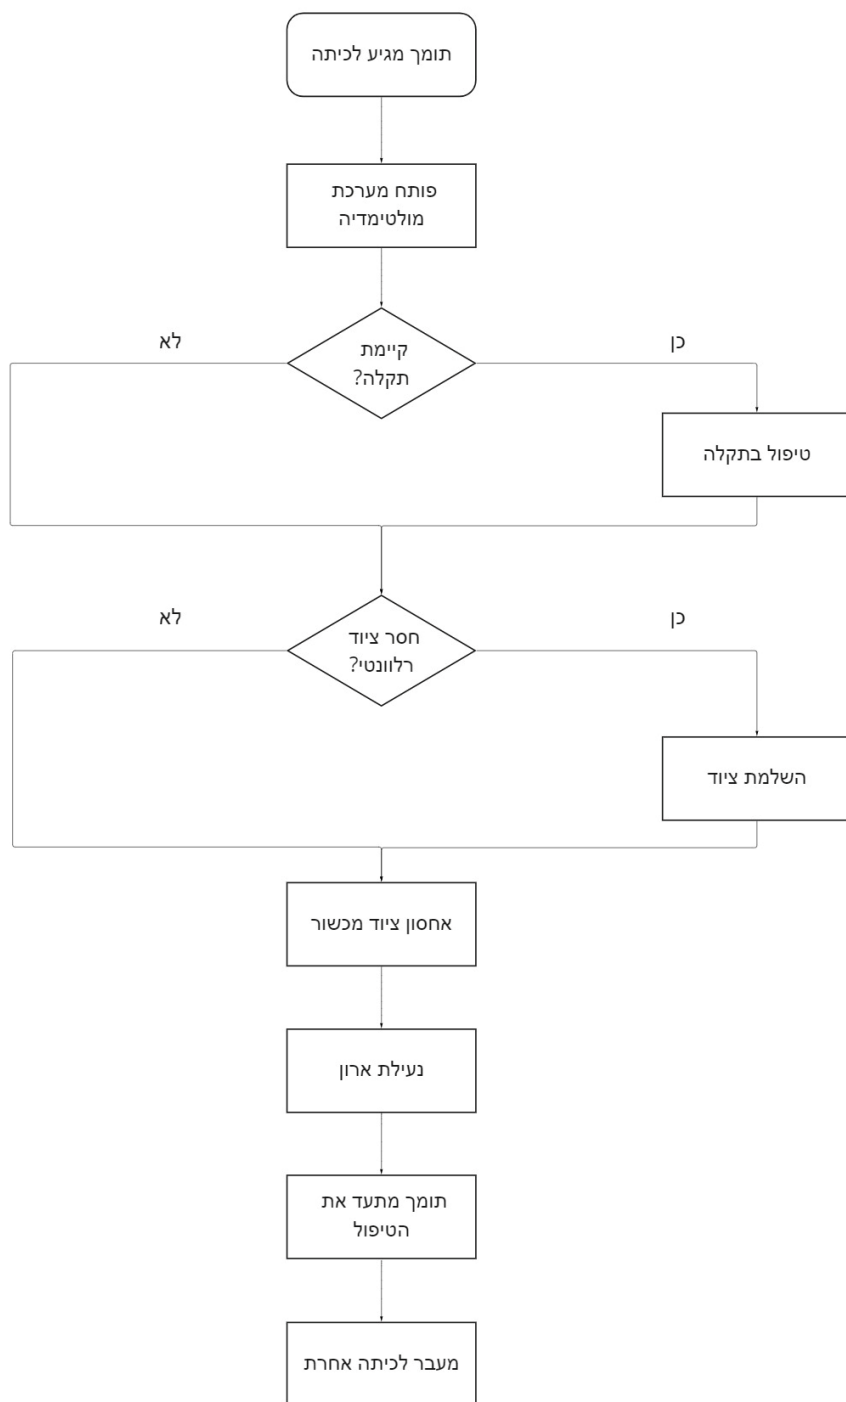 תומך מגיע לכיתה
פותח מערכת
מולטימדיה
קיימת
תקלה?
כן
לא
טיפול בתקלה
חסר ציוד
רלוונטי?
כן
לא
השלמת ציוד
אחסון ציוד מכשור
נעילת ארון
תומך מתעד את
הטיפול
מעבר לכיתה אחרת